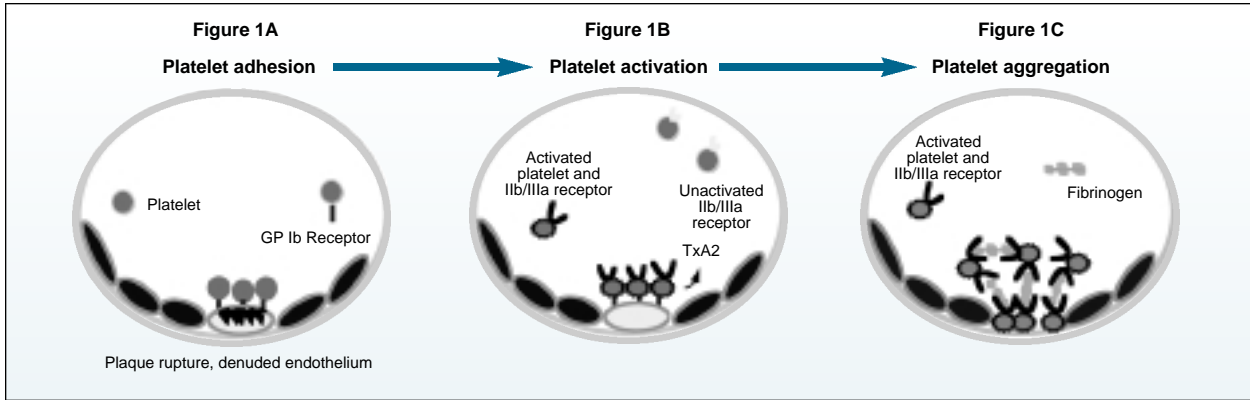 Figure 1A
Platelet adhesion
Platelet
GP Ib Receptor
Plaque rupture, denuded endothelium
Figure 1B
Platelet activation
Activated
platelet and
IIb/IIIa receptor
Unactivated
IIb/IIIa
receptor
TxA2
Figure 1C
Platelet aggregation
Activated
platelet and
IIb/IIIa receptor
Fibrinogen